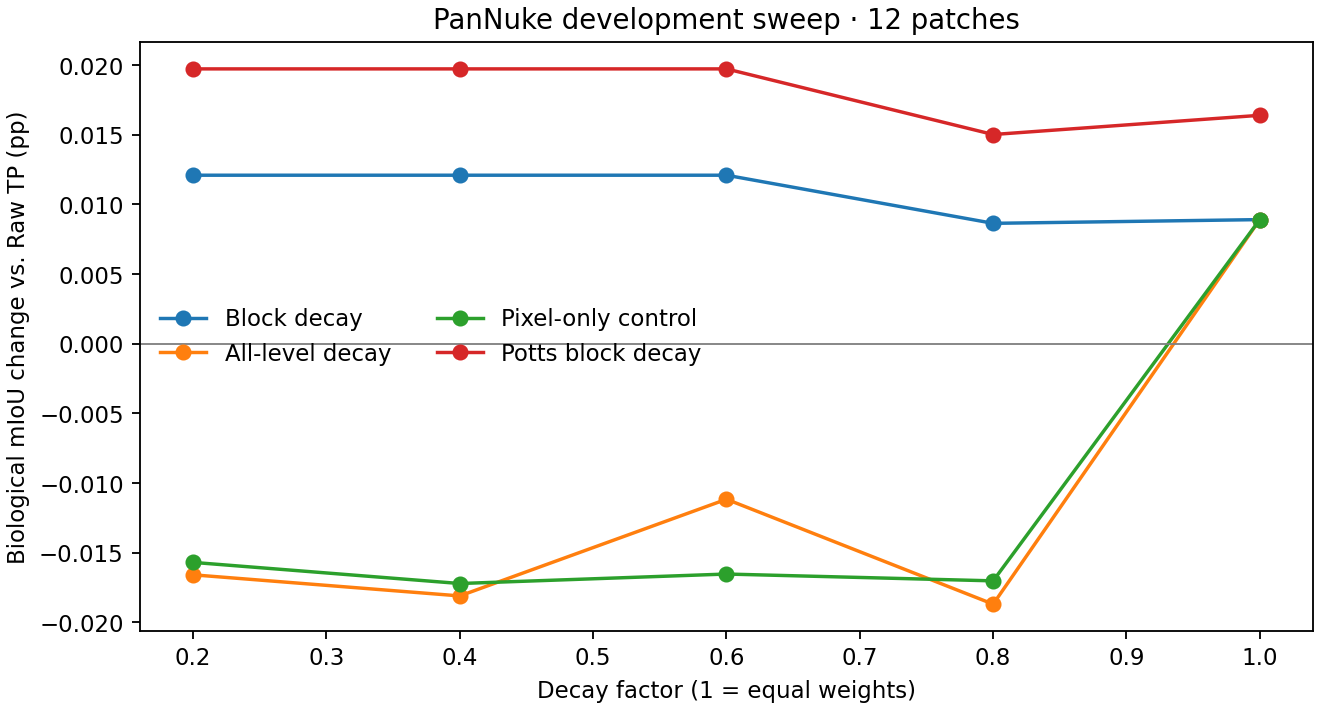 PanNuke development sweep · 12 patches
Biological mIoU change vs. Raw TP (pp)
0.020
0.015
0.010
0.005
0.000
−0.005
−0.010
−0.015
−0.020
Block decay
All-level decay
Pixel-only control
Potts block decay
0.2 0.3 0.4 0.5 0.6 0.7 0.8 0.9 1.0
Decay factor (1 = equal weights)